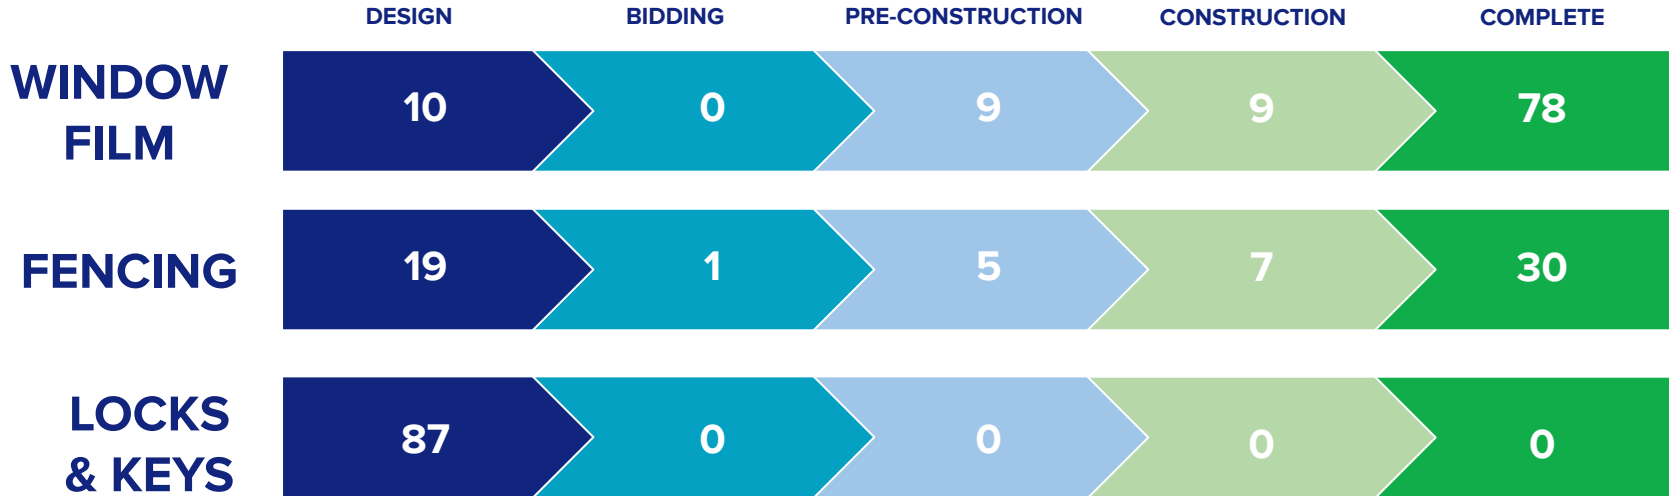 DESIGN BIDDING PRE-CONSTRUCTION CONSTRUCTION COMPLETE
WINDOW
FILM
10 0 9 9 78
FENCING
19 1 5 7 30
LOCKS
& KEYS
87 0 0 0 0